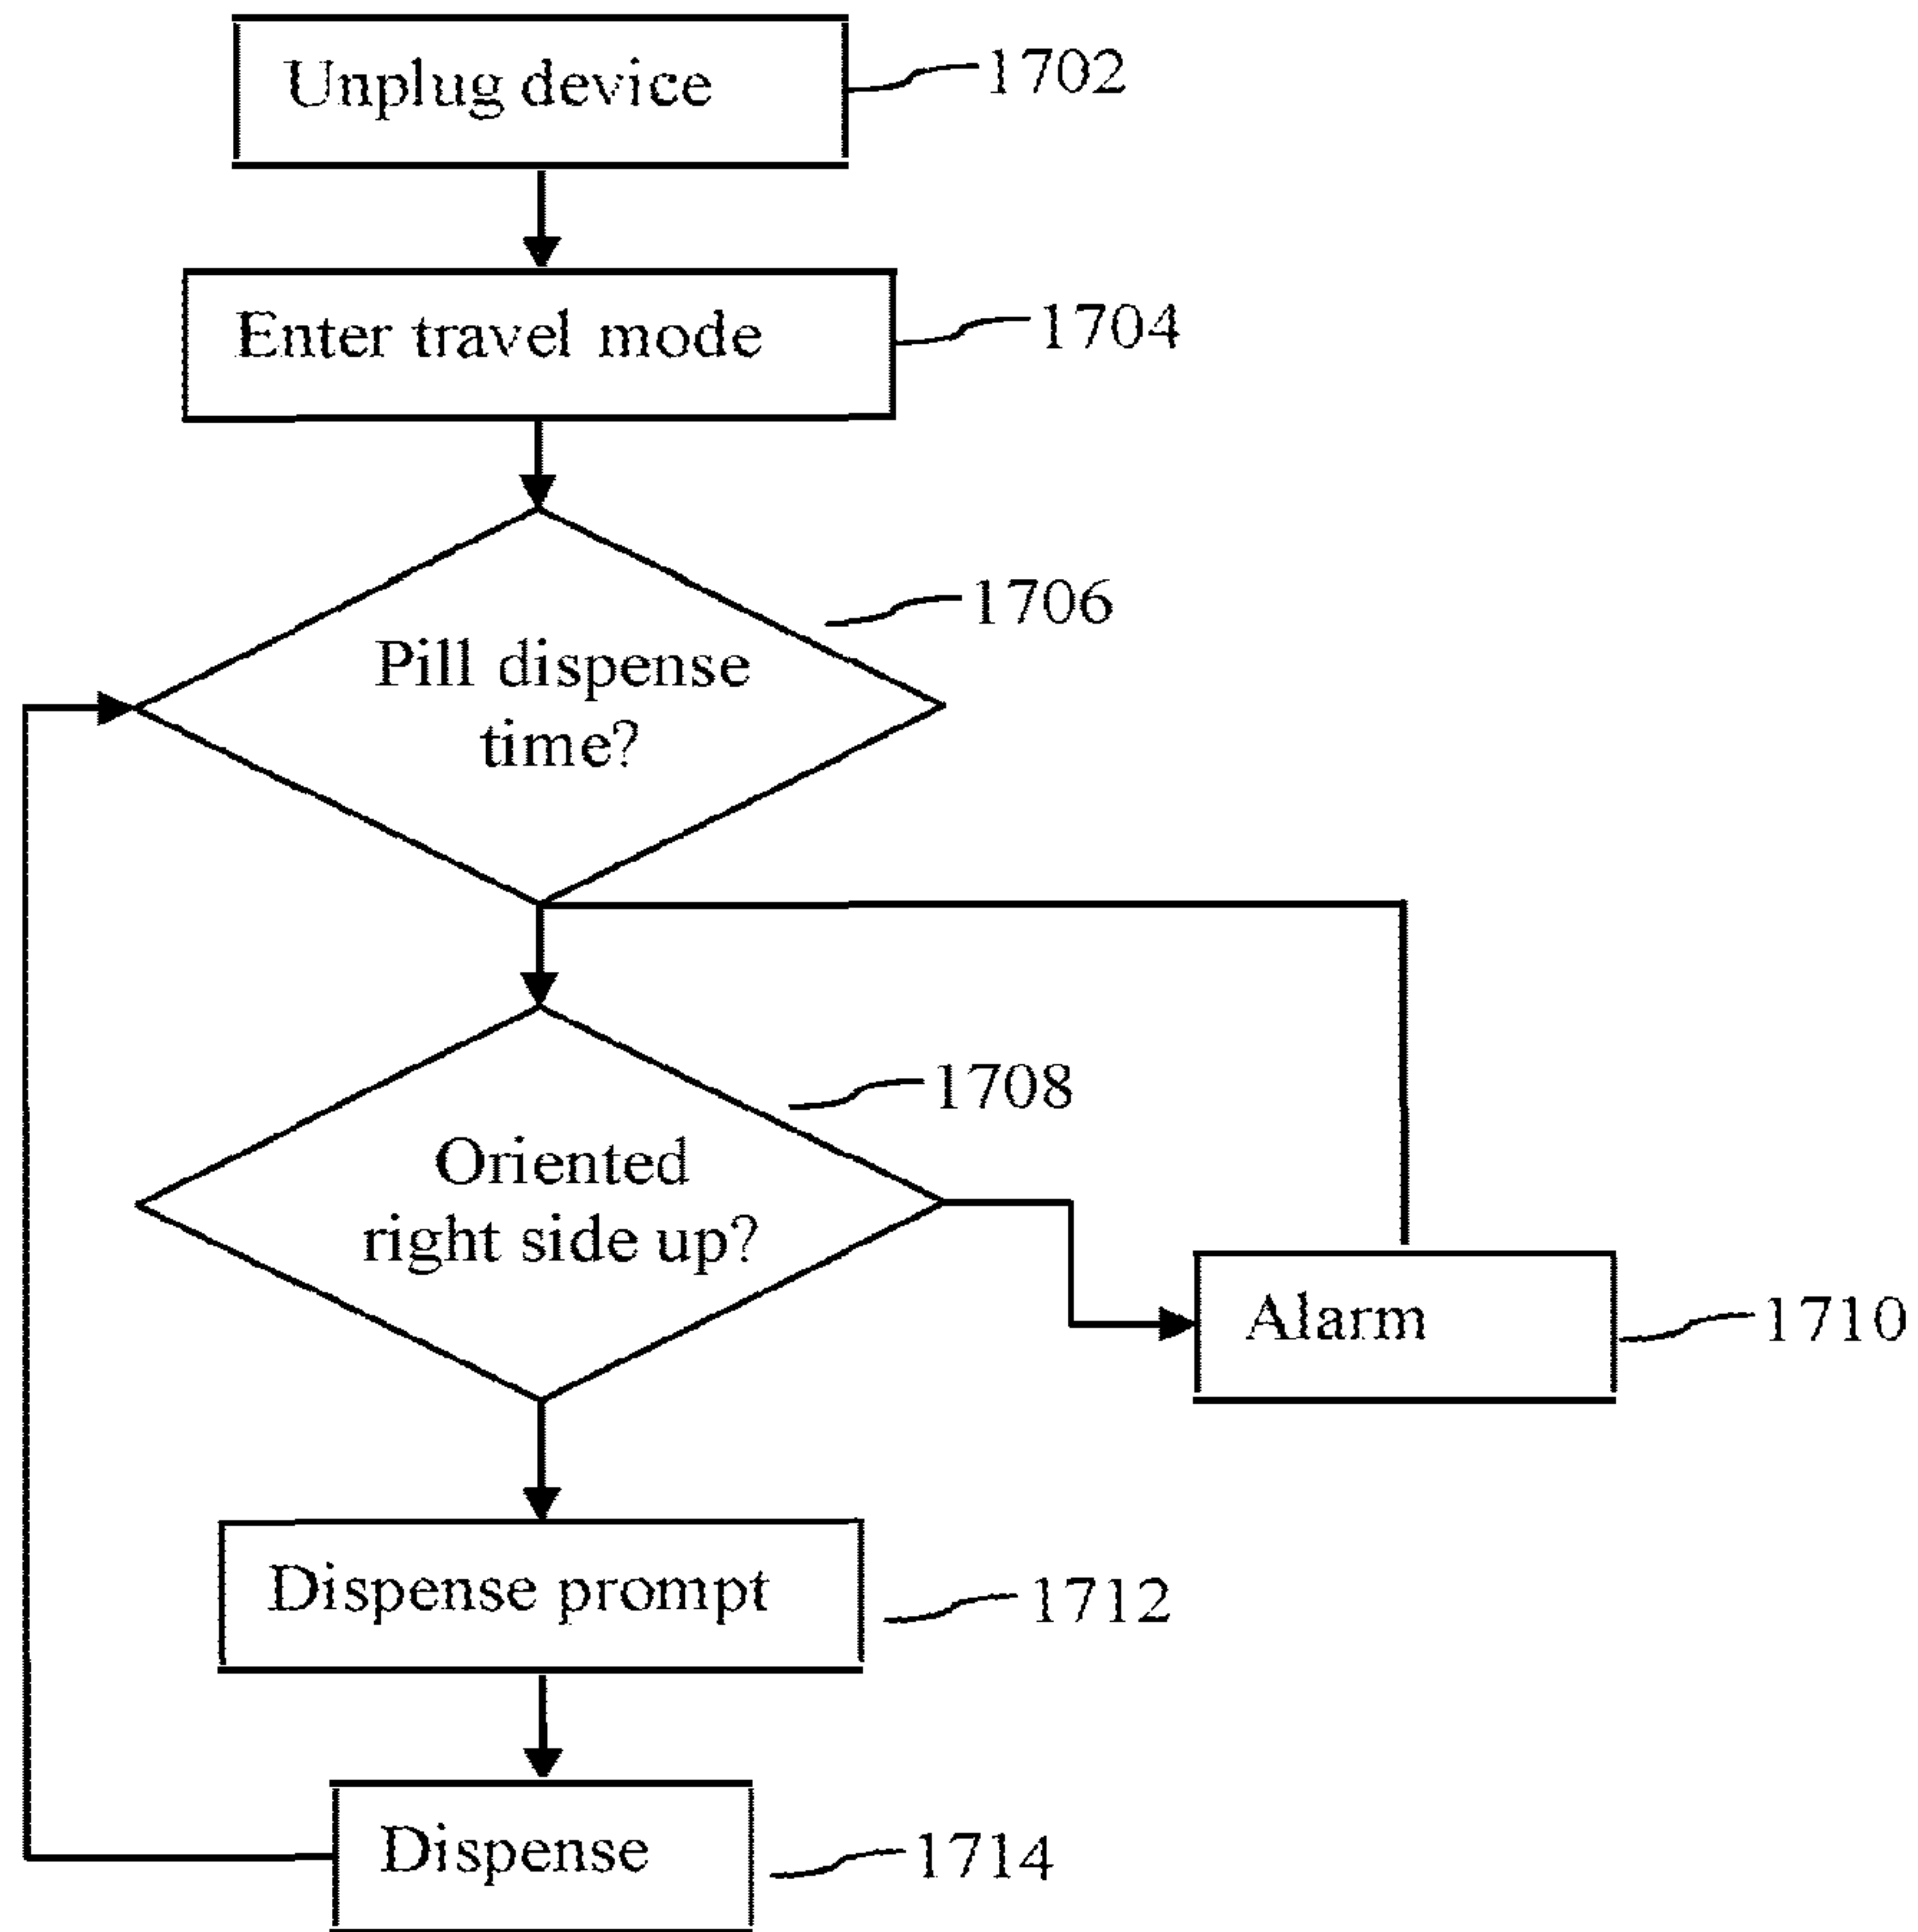 Unplug device
1702
Enter travel mode
1704
1706
Pill dispense
time?
1708
Oriented
right side up?
Alarm
1710
Dispense prompt
1712
Dispense
1714